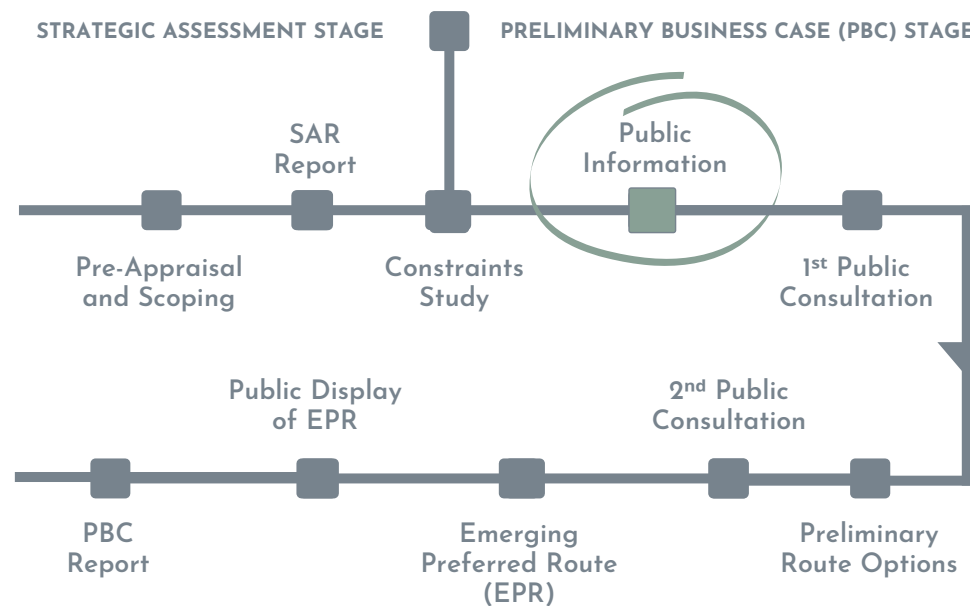 STRATEGIC ASSESSMENT STAGE
PRELIMINARY BUSINESS CASE (PBC) STAGE
SAR
Report
Public
Information
Pre-Appraisal
and Scoping
Constraints
Study
1st Public
Consultation
Public Display
of EPR
2nd Public
Consultation
PBC
Report
Emerging
Preferred Route
(EPR)
Preliminary
Route Options